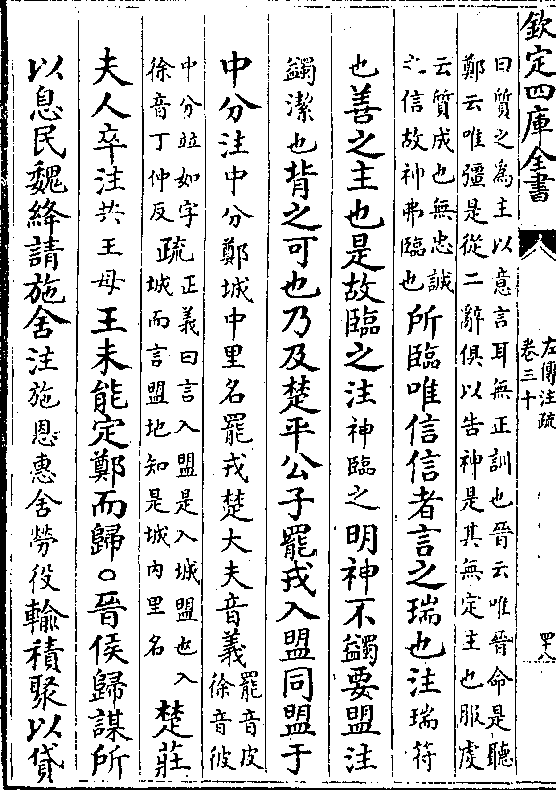 欽定四庫全書
左傳注疏
卷三十
罕
曰質之為主以意言耳無正訓也晉云唯晉命是聽
鄭云唯彊是從二辭俱以告神是其無定主也服虔
云質成也無忠誠
之信故神弗臨也所臨唯信信者言之瑞也注瑞符
也善之主也是故臨之注神臨之明神不蠲要盟注
蠲潔也背之可也乃及楚平公子罷戎入盟同盟于
中分注中分鄭城中里名罷戎楚大夫音義罷音皮
徐音彼
中分竝如字
徐音丁仲反疏正義曰言入盟是入城盟也入
城而言盟地知是城内里名楚莊
夫人卒注共王母王未能定鄭而歸○晉侯歸謀所
以息民魏絳請施舍注施恩惠舍勞役輸積聚以貸